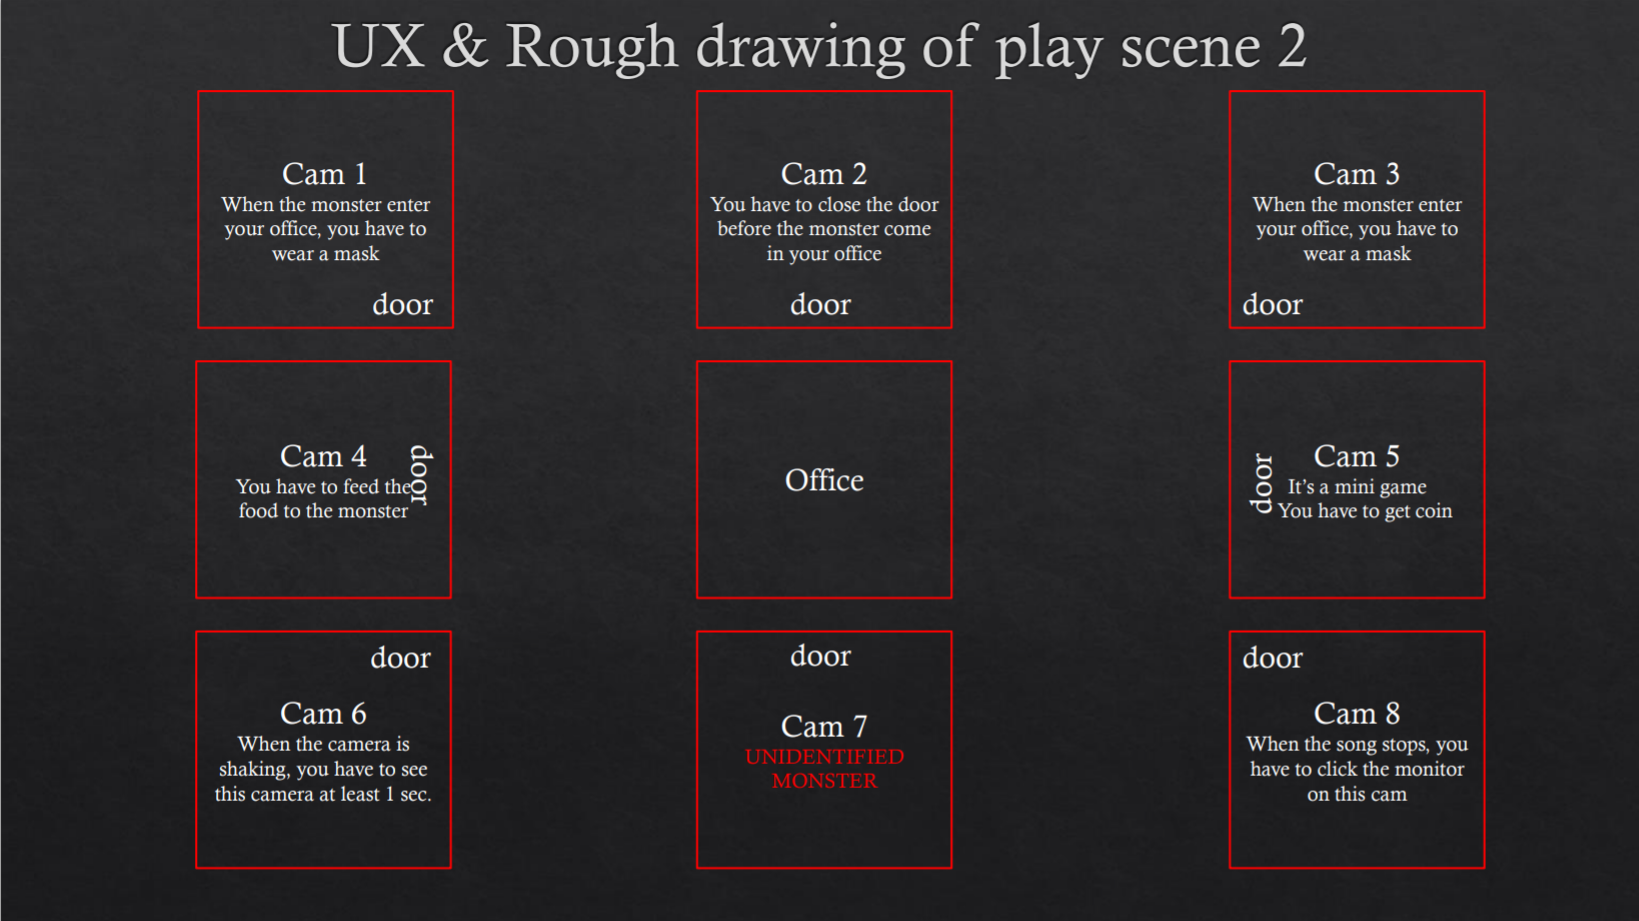 UX & Rough drawing of play scene 2
Cam 1
When the monster enter
your office, you have to
wear a mask
door
Cam 2
You have to close the door
before the monster come
in your office
door
Cam 3
When the monster enter
your office, you have to
wear a mask
door
Cam 4
You have to feed the
food to the monster
door
Office
door
Cam 5
It’s a mini game
You have to get coin
door
Cam 6
When the camera is
shaking, you have to see
this camera at least 1 sec.
door
Cam 7
UNIDENTIFIED
MONSTER
door
Cam 8
When the song stops, you
have to click the monitor
on this cam